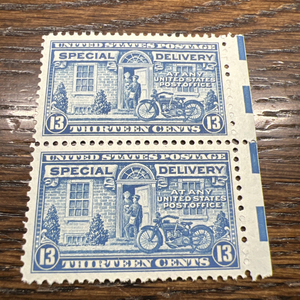 UNITED STATES POSTAGE
SPECIAL DELIVERY
AT ANY
UNITED STATES
POST OFFICE
13 13
THIRTEEN CENTS
UNITED STATES POSTAGE
SPECIAL DELIVERY
AT ANY
UNITED STATES
POST OFFICE
13 13
THIRTEEN CENTS